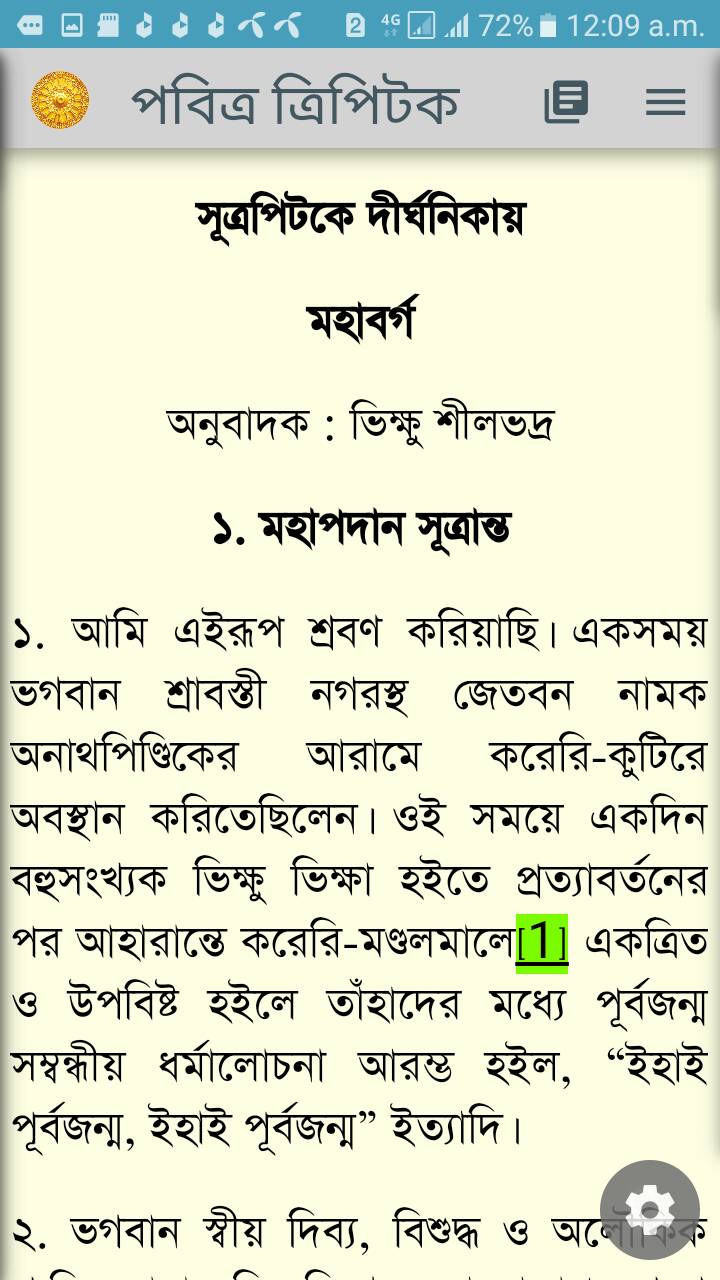 4G 72% 12:09 a.m.
পবিত্র ত্রিপিটক
সূত্রপিটকে দীর্ঘনিকায়
মহাবর্গ
অনুবাদক : ভিক্ষু শীলভদ্র
১. মহাপদান সূত্রান্ত
১. আমি এইরূপ শ্রবণ করিয়াছি। একসময়
ভগবান শ্রাবস্তী নগরস্থ জেতবন নামক
অনাথপিণ্ডিকের আরামে করেরি-কুটিরে
অবস্থান করিতেছিলেন। ওই সময়ে একদিন
বহুসংখ্যক ভিক্ষু ভিক্ষা হইতে প্রত্যাবর্তনের
পর আহারান্তে করেরি-মণ্ডলমালে[1] একত্রিত
ও উপবিষ্ট হইলে তাঁহাদের মধ্যে পূর্বজন্ম
সম্বন্ধীয় ধর্মালোচনা আরম্ভ হইল, “ইহাই
পূর্বজন্ম, ইহাই পূর্বজন্ম” ইত্যাদি।
২. ভগবান স্বীয় দিব্য, বিশুদ্ধ ও অলৌকিক